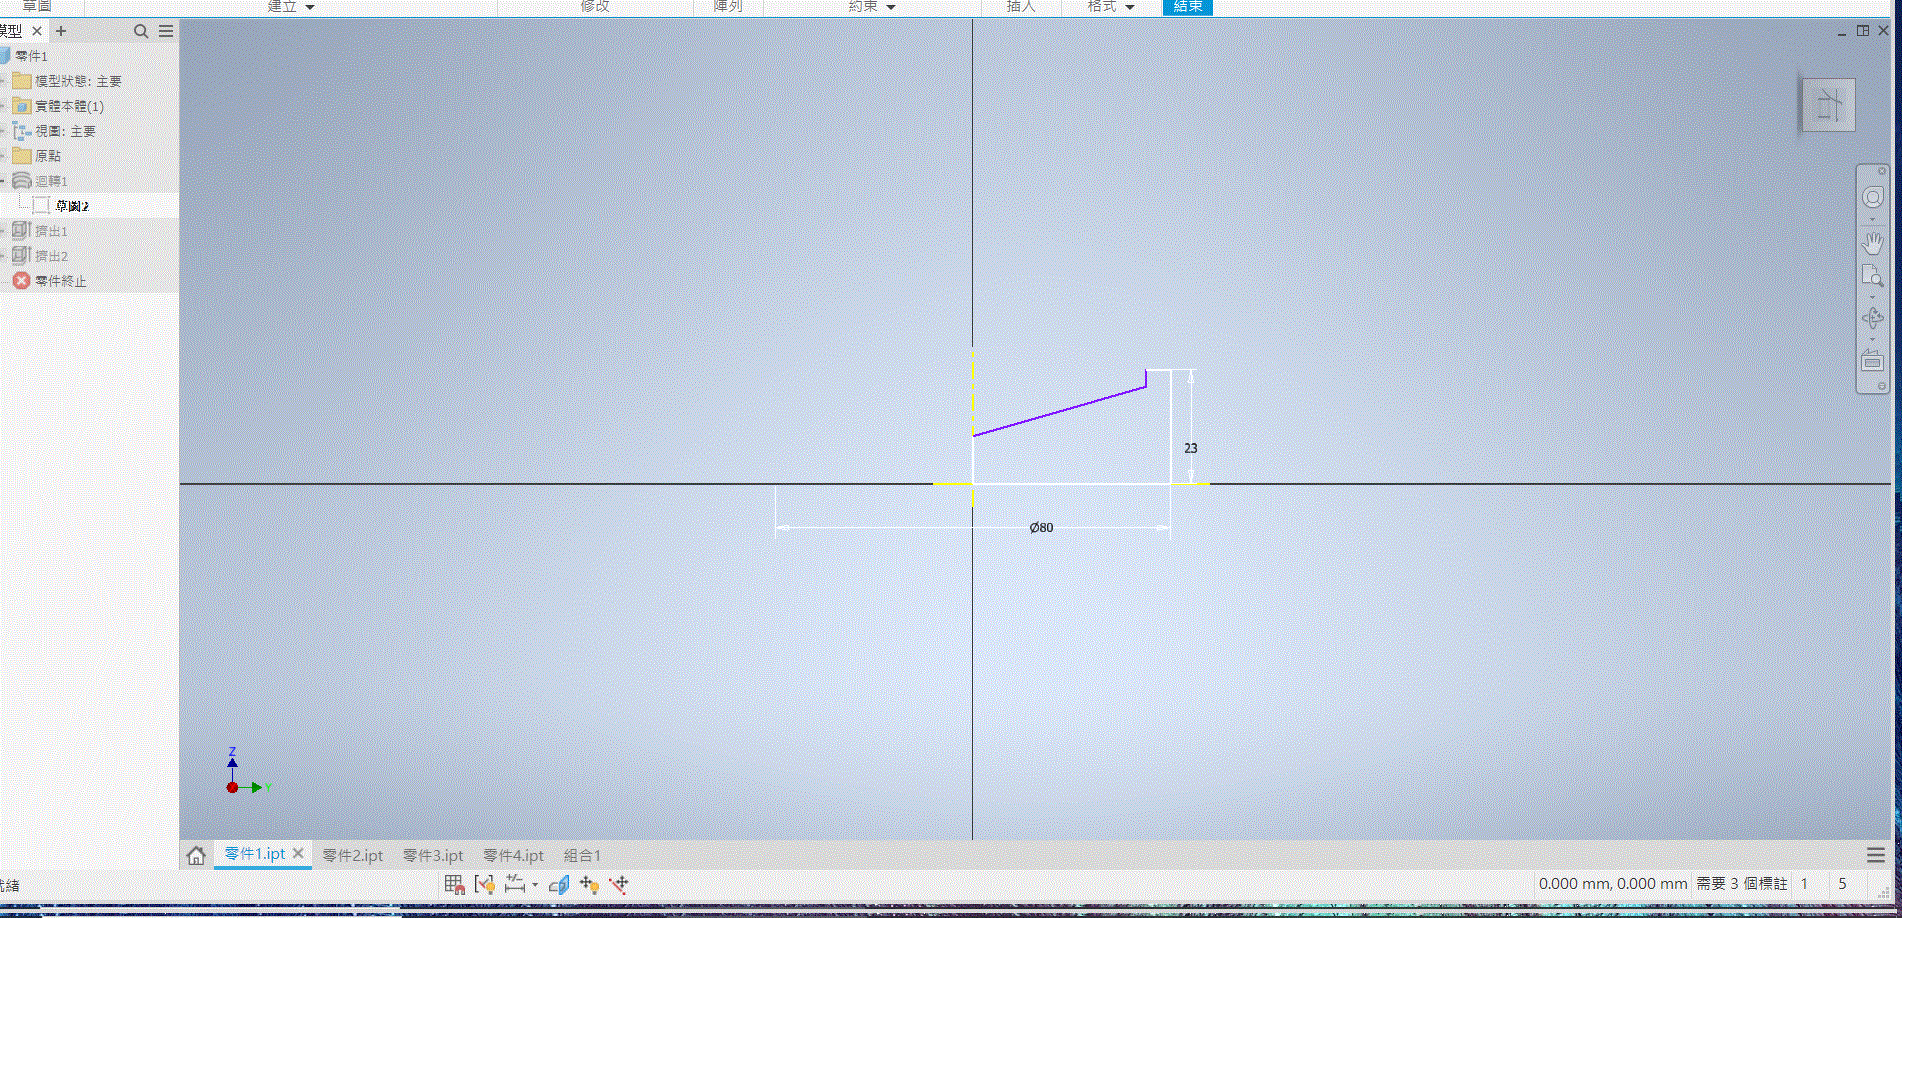 草圖 建立 修改 陣列 約束 插入 格式 結束
模型
零件1
模型狀態: 主要
實體本體(1)
視圖: 主要
原點
迴轉1
草圖2
擠出1
擠出2
零件終止
23
Ø80
Z
Y
零件1.ipt 零件2.ipt 零件3.ipt 零件4.ipt 組合1
就緒 0.000 mm, 0.000 mm 需要 3 個標註 1 5